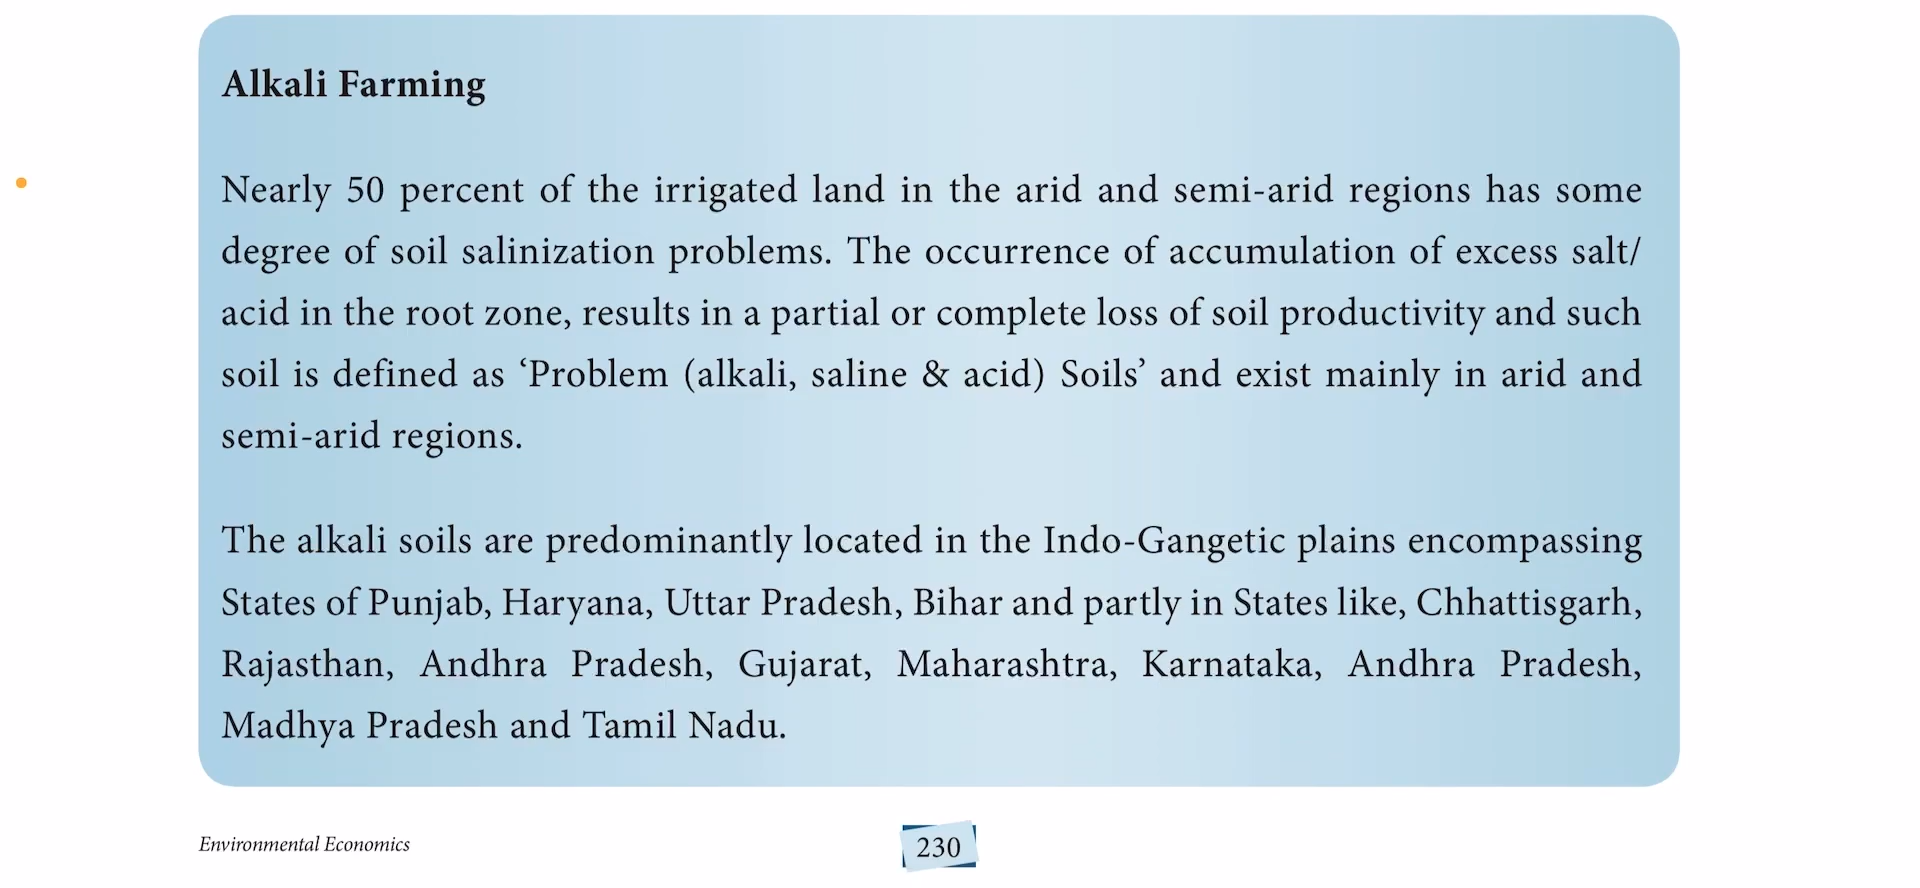 Alkali Farming
Nearly 50 percent of the irrigated land in the arid and semi-arid regions has some
degree of soil salinization problems. The occurrence of accumulation of excess salt/
acid in the root zone, results in a partial or complete loss of soil productivity and such
soil is defined as ‘Problem (alkali, saline & acid) Soils’ and exist mainly in arid and
semi-arid regions.
The alkali soils are predominantly located in the Indo-Gangetic plains encompassing
States of Punjab, Haryana, Uttar Pradesh, Bihar and partly in States like, Chhattisgarh,
Rajasthan, Andhra Pradesh, Gujarat, Maharashtra, Karnataka, Andhra Pradesh,
Madhya Pradesh and Tamil Nadu.
Environmental Economics
230